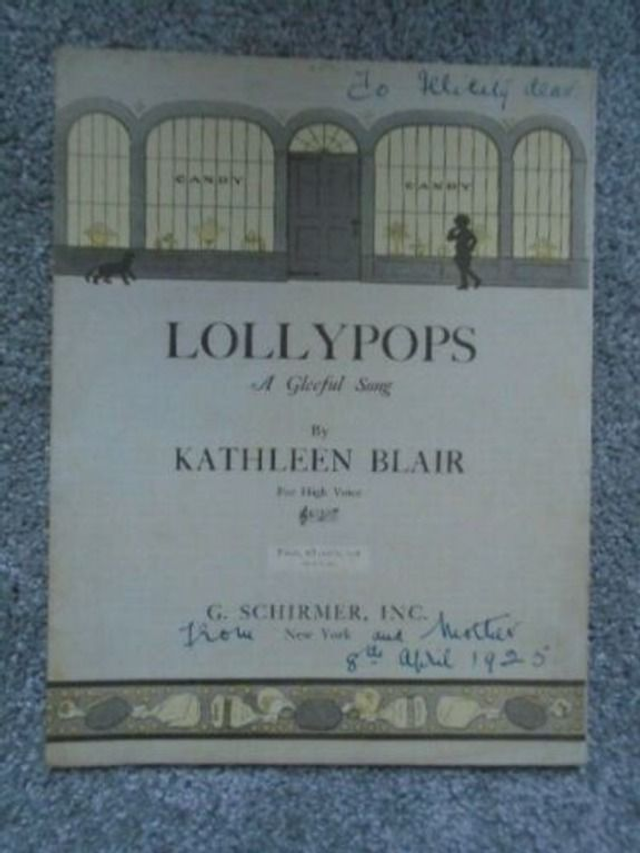 To dear
CANDY CANDY
LOLLYPOPS
A Gleeful Song
By
KATHLEEN BLAIR
For High Voice
G. SCHIRMER, INC.
From New York and Mother
8th April 1925